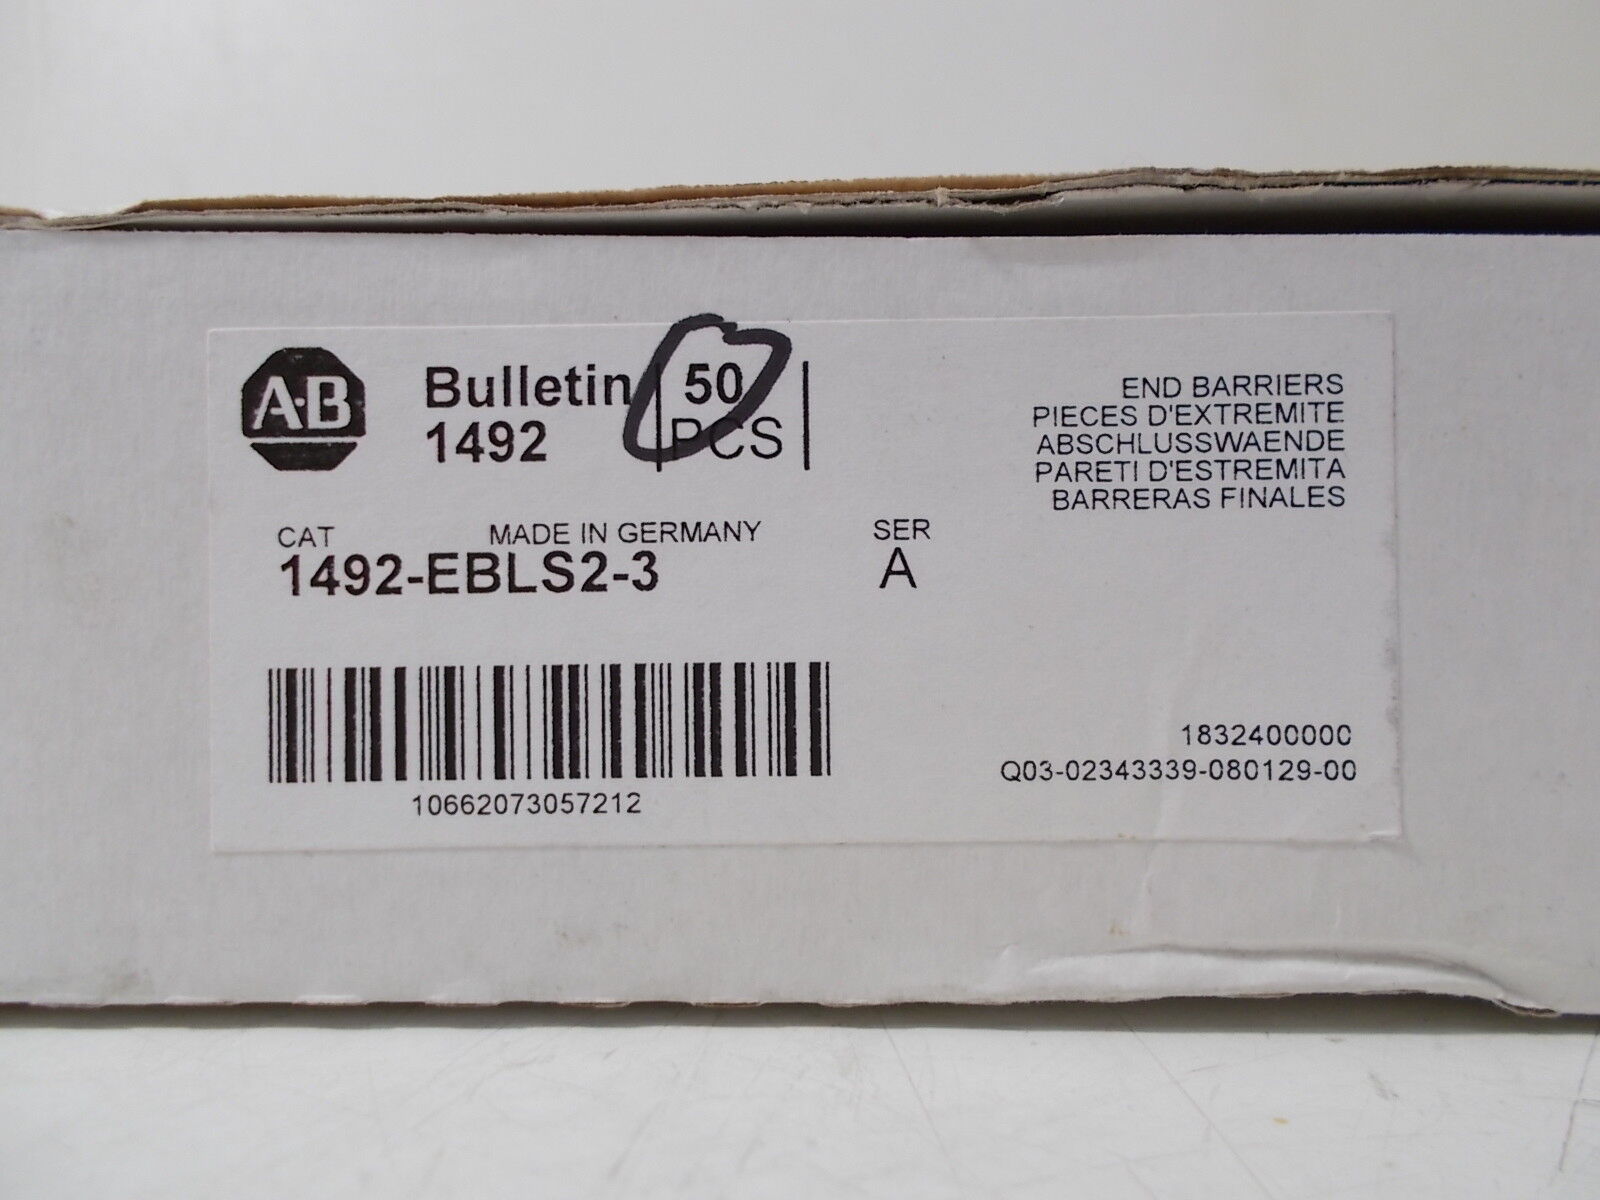 A-B
Bulletin
1492
50
PCS
END BARRIERS
PIECES D'EXTREMITE
ABSCHLUSSWAENDE
PARETI D'ESTREMITA
BARRERAS FINALES
CAT
MADE IN GERMANY
SER
1492-EBLS2-3
A
10662073057212
1832400000
Q03-02343339-080129-00